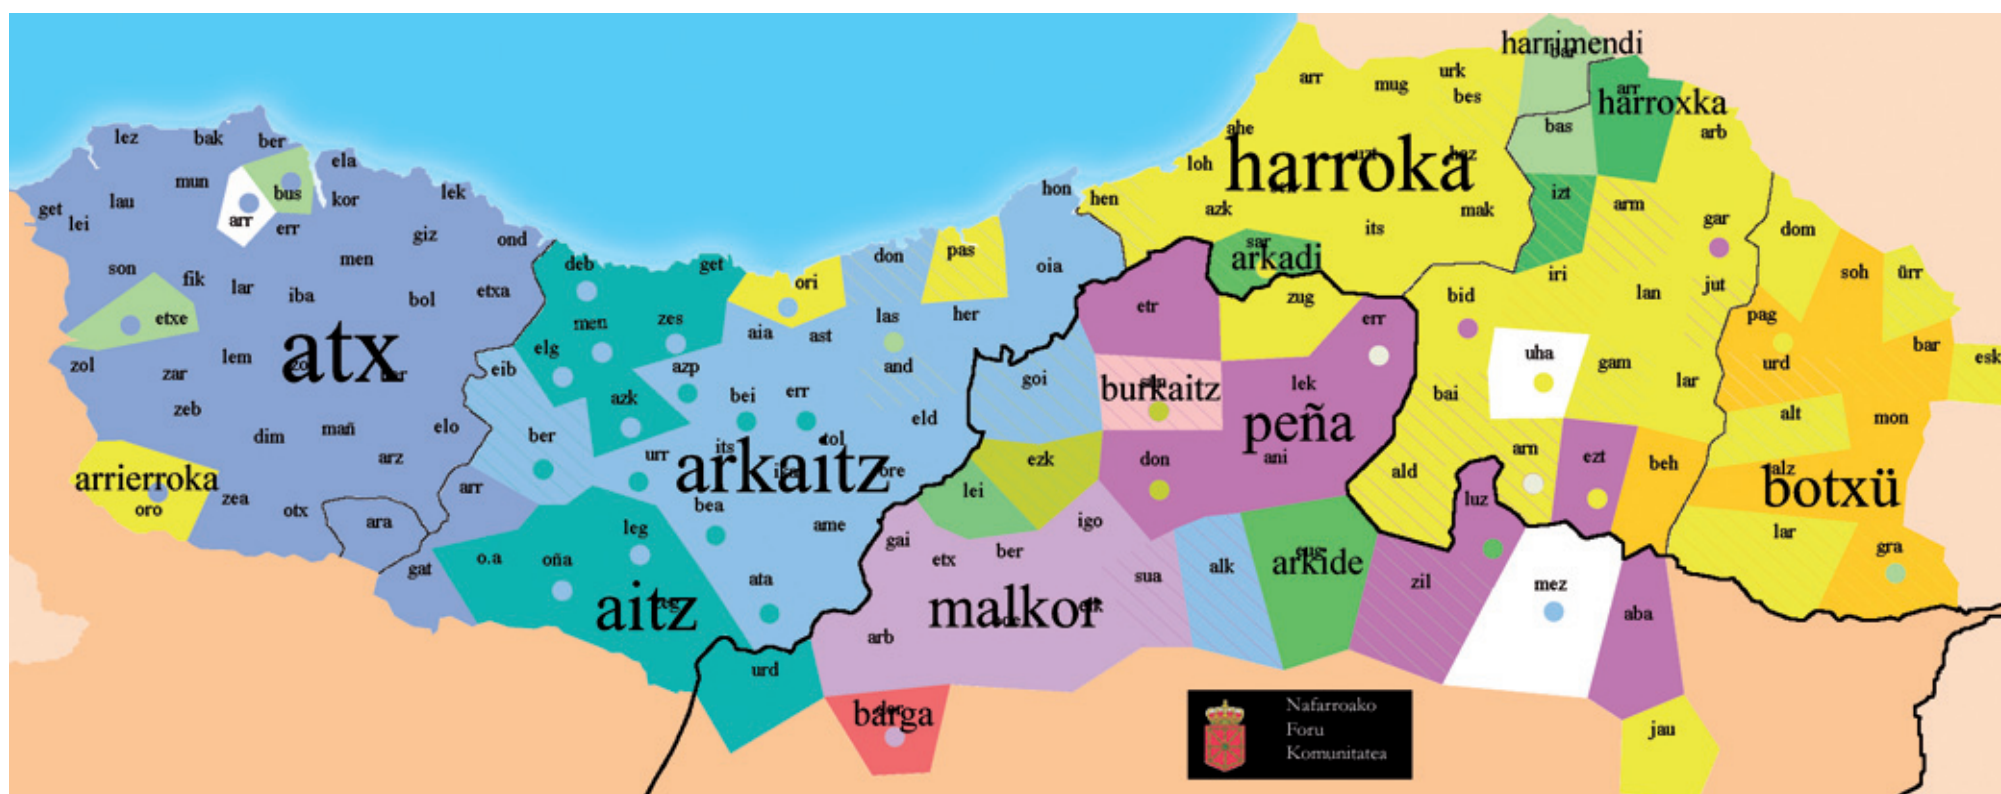 harrimendi
arr
mug
urk
bes
arr
harroxka
lez
bak
ber
ela
ahe
bas
arb
mun
bus
kor
lek
hon
loh
harroka
lau
get
lei
arr
err
giz
ond
hen
azk
mak
izt
arm
gar
its
dom
son
fik
men
deb
get
don
pas
oia
sar
arkadi
iri
soh
ürr
lar
iba
bol
etxa
ori
zug
bid
lan
jut
etxe
men
zes
las
her
etr
err
pag
atx
aia
ast
elg
uha
bar
zol
zar
lem
eib
azp
and
goi
burkaitz
lek
gam
lar
urd
esk
zeb
azk
bei
err
eld
bai
alt
mon
dim
mañ
elo
ber
tol
peña
arz
urr
its
arkaitz
ezk
don
ani
ald
arn
ezt
beh
alz
botxü
arrierroka
oro
zea
otx
ara
arr
bea
lei
luz
leg
ame
igo
lar
gai
etx
ber
gat
o.a
oña
ata
sua
alk
arkide
zil
mez
gra
aitz
malkor
arb
aba
urd
barga
jau
Nafarroako
Foru
Komunitatea